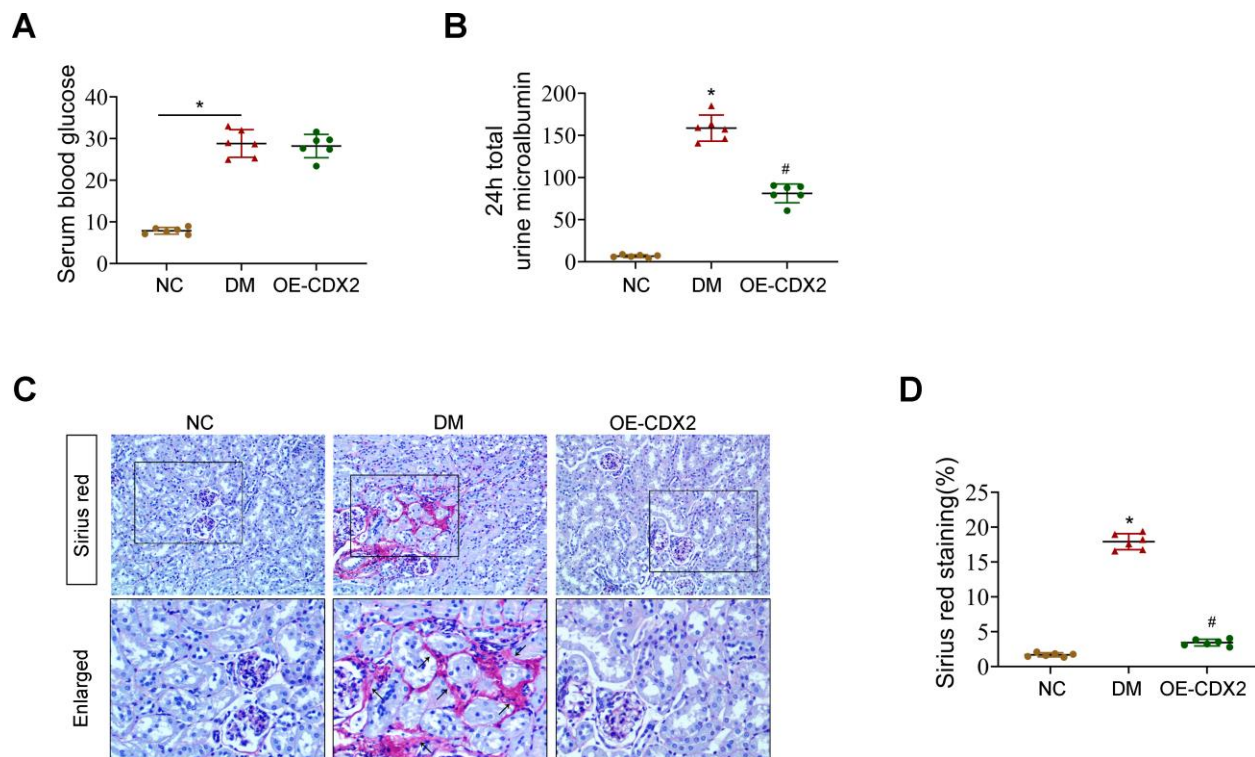 A
Serum blood glucose
40
30
20
10
0
*
NC DM OE-CDX2
B
24h total
urine microalbumin
200
150
100
50
0
*
#
NC DM OE-CDX2
C
NC DM OE-CDX2
Sirius red
Enlarged
D
Sirius red staining(%)
25
20
15
10
5
0
*
#
NC DM OE-CDX2